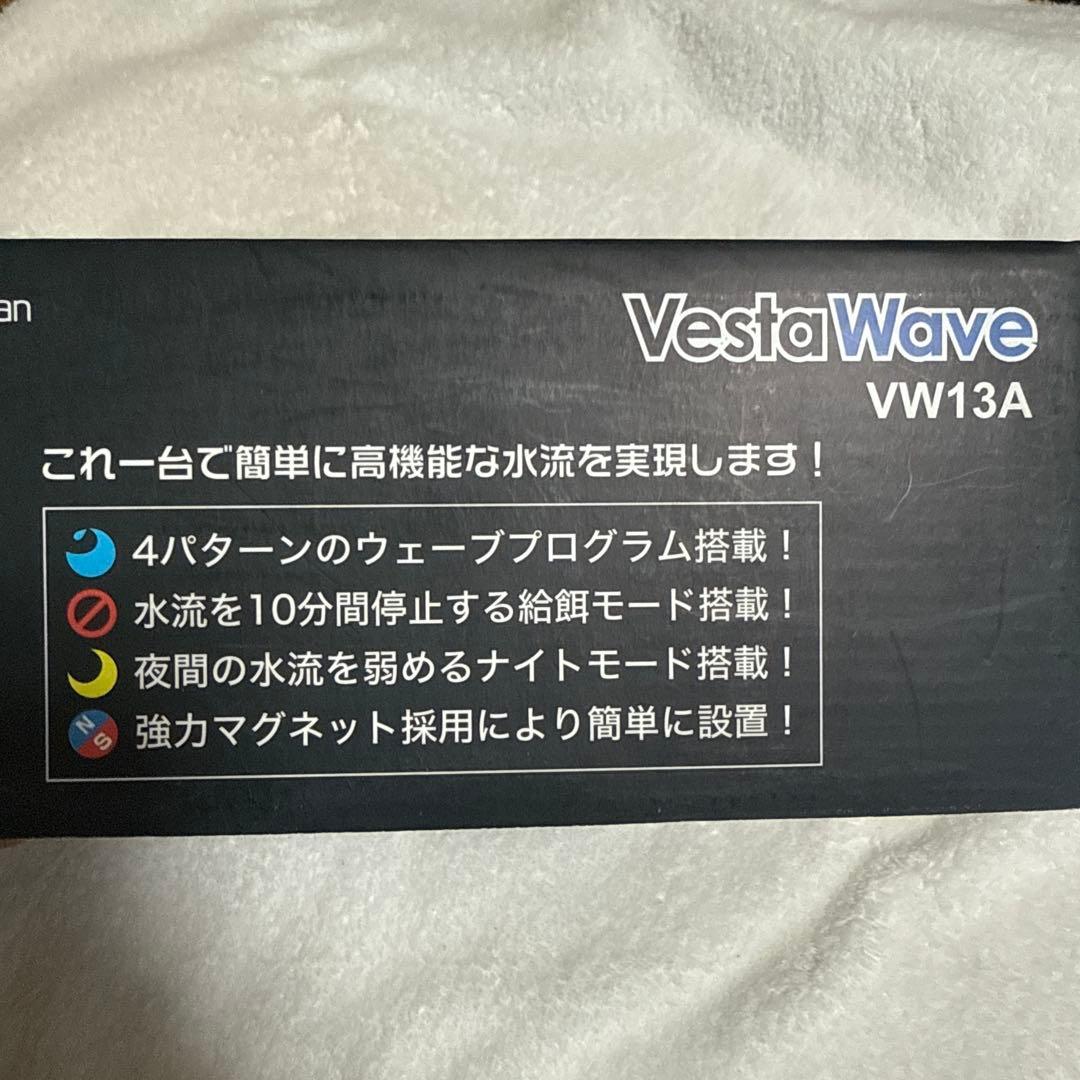 an
VestaWave
VW13A
これ一台で簡単に高機能な水流を実現します！
4パターンのウェーブプログラム搭載！
水流を10分間停止する給餌モード搭載！
夜間の水流を弱めるナイトモード搭載！
N
S
強力マグネット採用により簡単に設置！